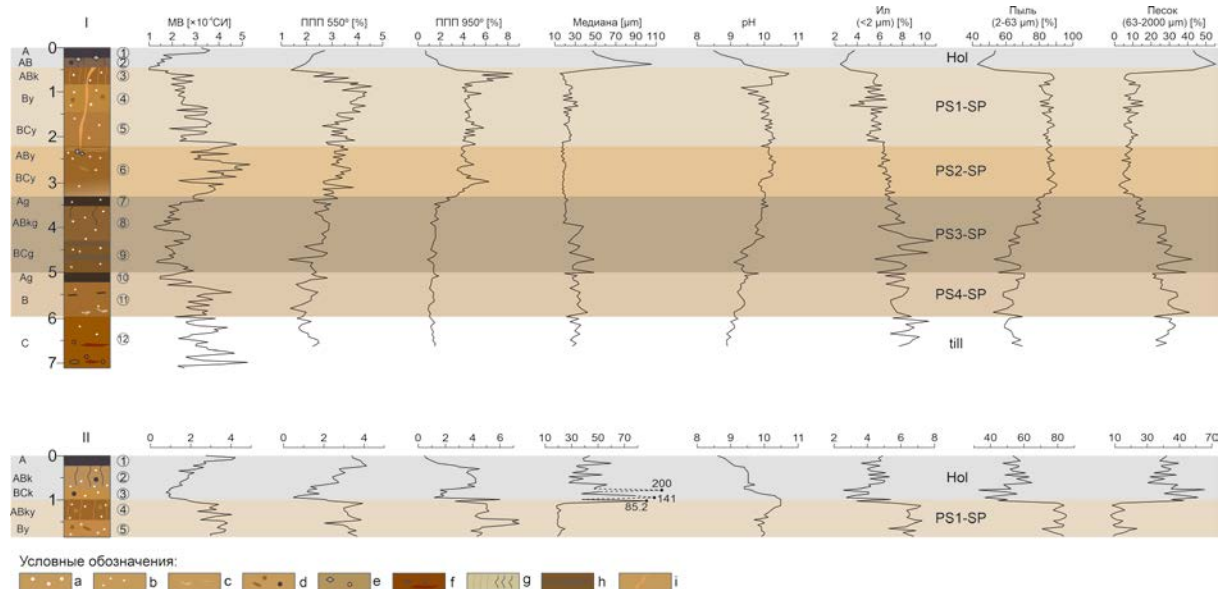 I
МВ [×10⁻⁵СИ] ППП 550º [%] ППП 950º [%] Медиана [µm] pH Ил (<2 µm) [%] Пыль (2-63 µm) [%] Песок (63-2000 µm) [%]
1 2 3 4 5 1 2 3 4 5 0 2 4 6 8 10 30 50 70 90 110 8 9 10 11 2 4 6 8 10 40 60 80 100 0 10 20 30 40 50
0 A ① Hol
AB ②
ABk ③
1 By ④ PS1-SP
BCy ⑤
2
ABy ⑥ PS2-SP
BCy
3
Ag ⑦
4 ABkg ⑧ PS3-SP
BCg ⑨
5 Ag ⑩
B ⑪ PS4-SP
6
C ⑫ till
7
II
0 2 4 0 2 4 0 2 4 6 10 30 50 70 8 9 10 11 2 4 6 8 40 60 80 10 40 70
0 A ① Hol
ABk ②
BCk ③ 200
1 141
85.2
ABky ④ PS1-SP
By ⑤
Условные обозначения:
a b c d e f g h i